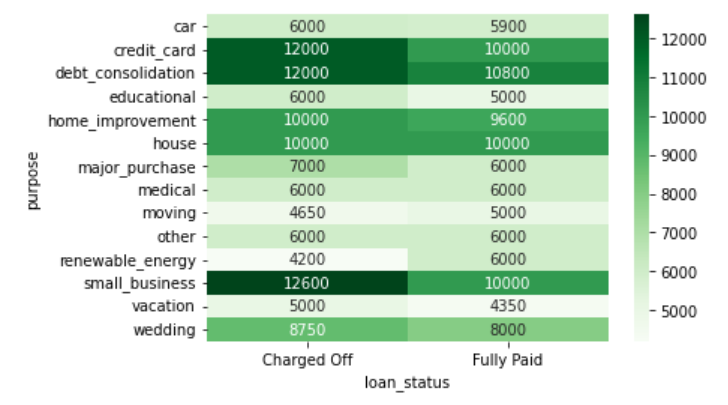 car 6000 5900
credit_card 12000 10000
debt_consolidation 12000 10800
educational 6000 5000
home_improvement 10000 9600
house 10000 10000
major_purchase 7000 6000
medical 6000 6000
moving 4650 5000
other 6000 6000
renewable_energy 4200 6000
small_business 12600 10000
vacation 5000 4350
wedding 8750 8000
purpose
Charged Off Fully Paid
loan_status
12000
11000
10000
9000
8000
7000
6000
5000